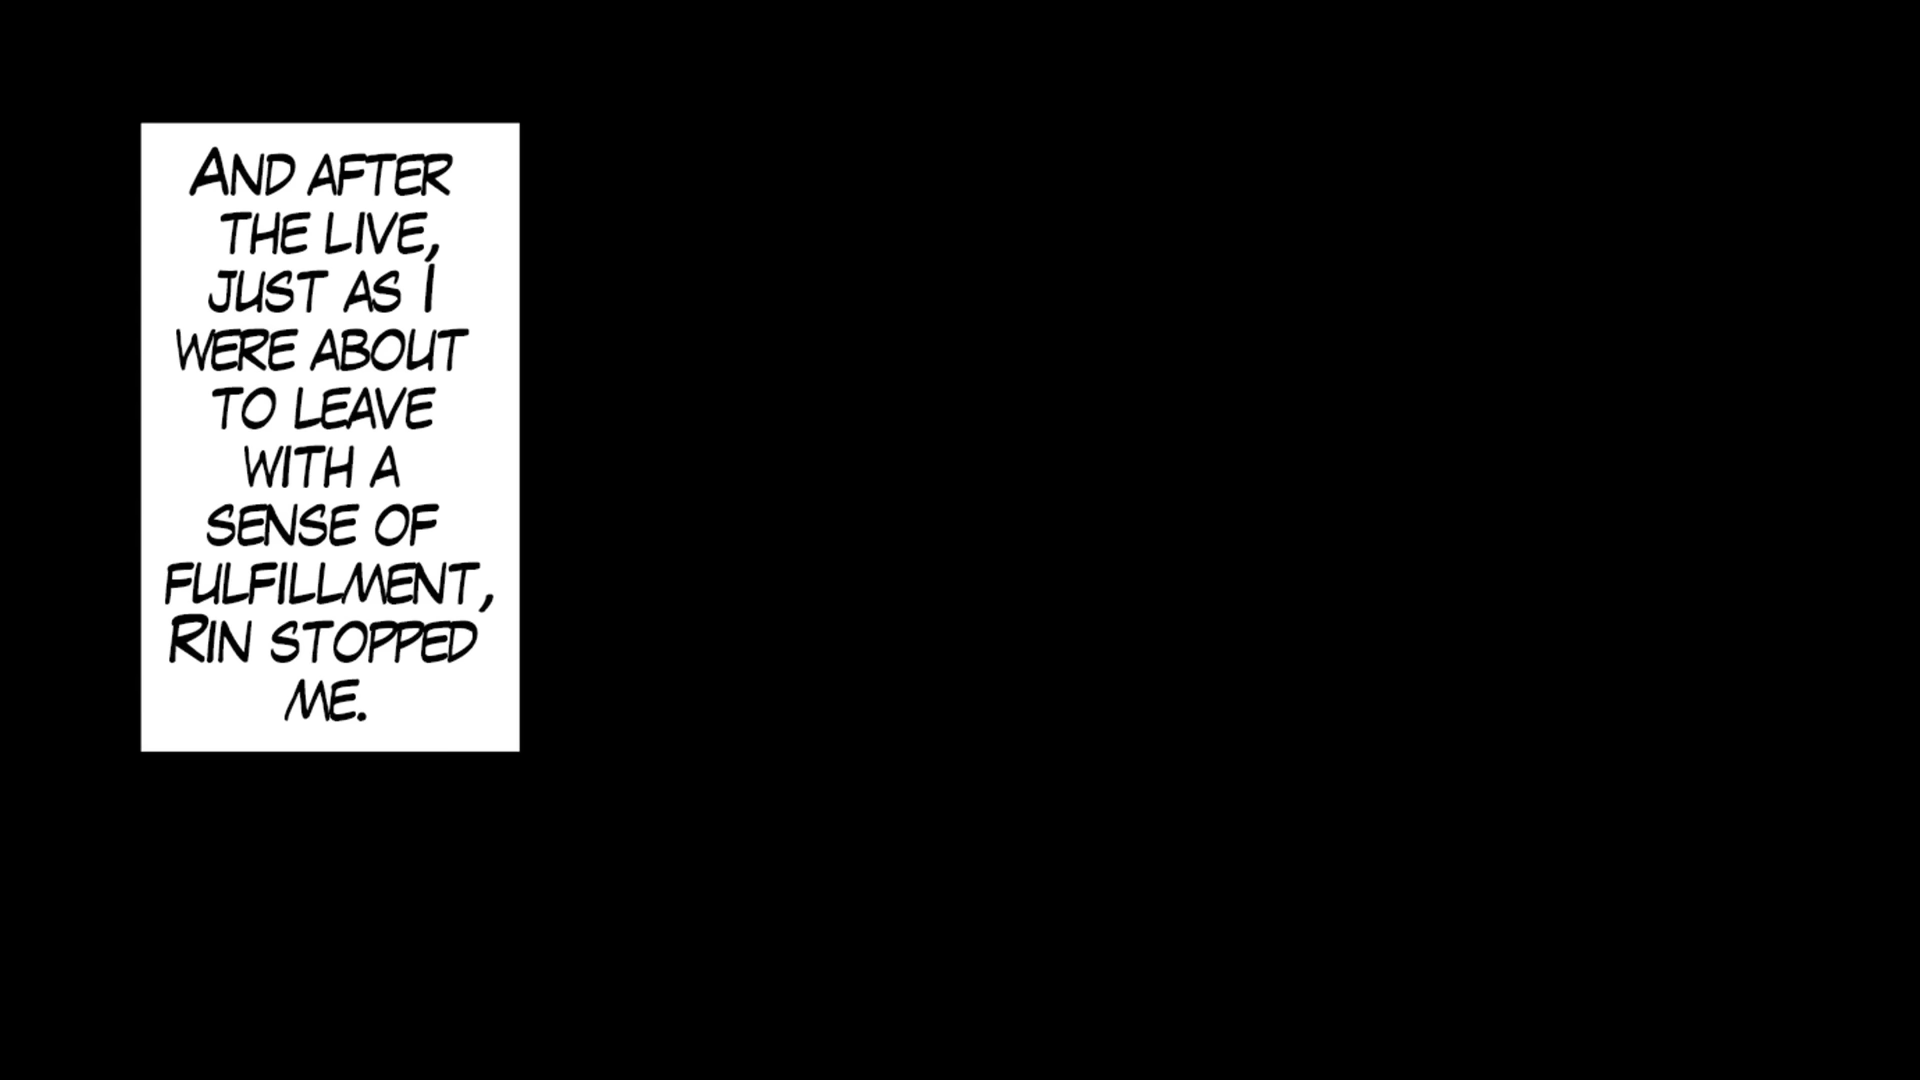 AND AFTER
THE LIVE,
JUST AS I
WERE ABOUT
TO LEAVE
WITH A
SENSE OF
FULFILLMENT,
RIN STOPPED
ME.